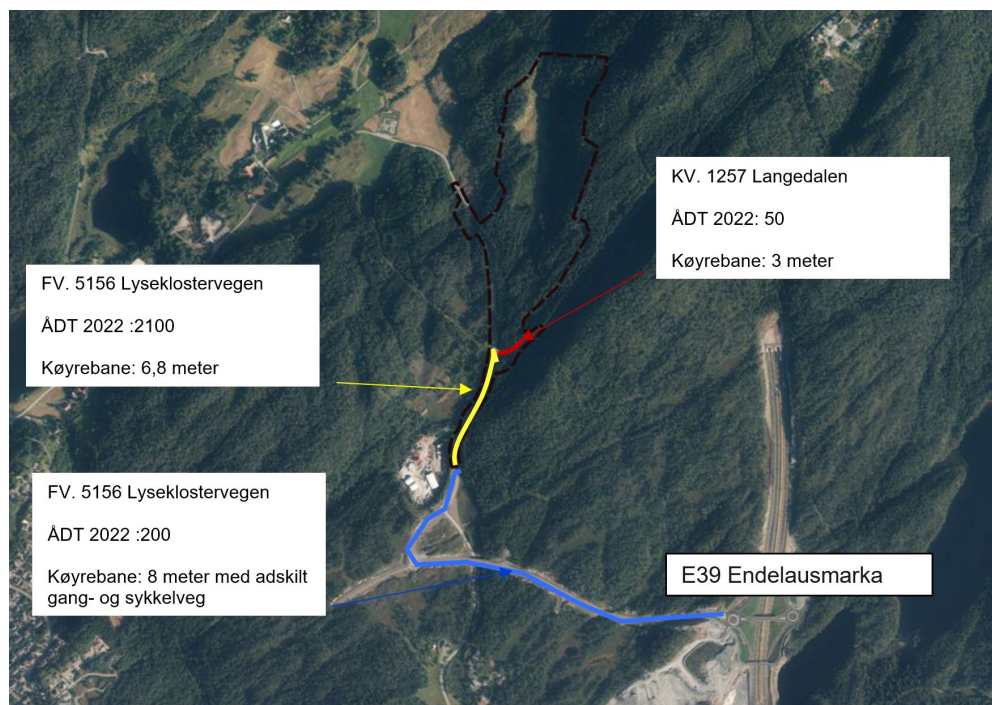 KV. 1257 Langedalen
ÅDT 2022: 50
Køyrebane: 3 meter
FV. 5156 Lyseklostervegen
ÅDT 2022 :2100
Køyrebane: 6,8 meter
FV. 5156 Lyseklostervegen
ÅDT 2022 :200
Køyrebane: 8 meter med adskilt
gang- og sykkelveg
E39 Endelausmarka